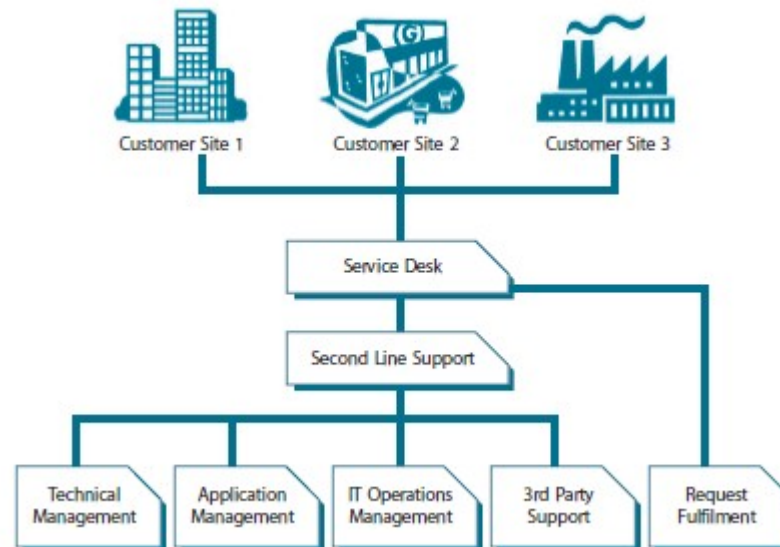 G
Customer Site 1
Customer Site 2
Customer Site 3
Service Desk
Second Line Support
Technical
Management
Application
Management
IT Operations
Management
3rd Party
Support
Request
Fulfilment